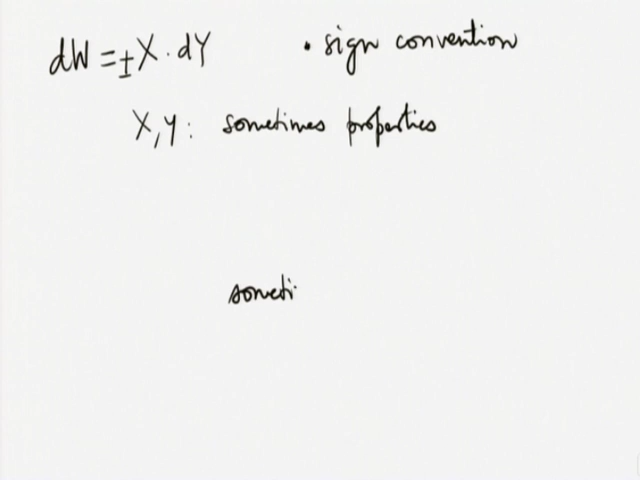 dW = ± X · dY • sign convention
X, Y : sometimes properties
someti